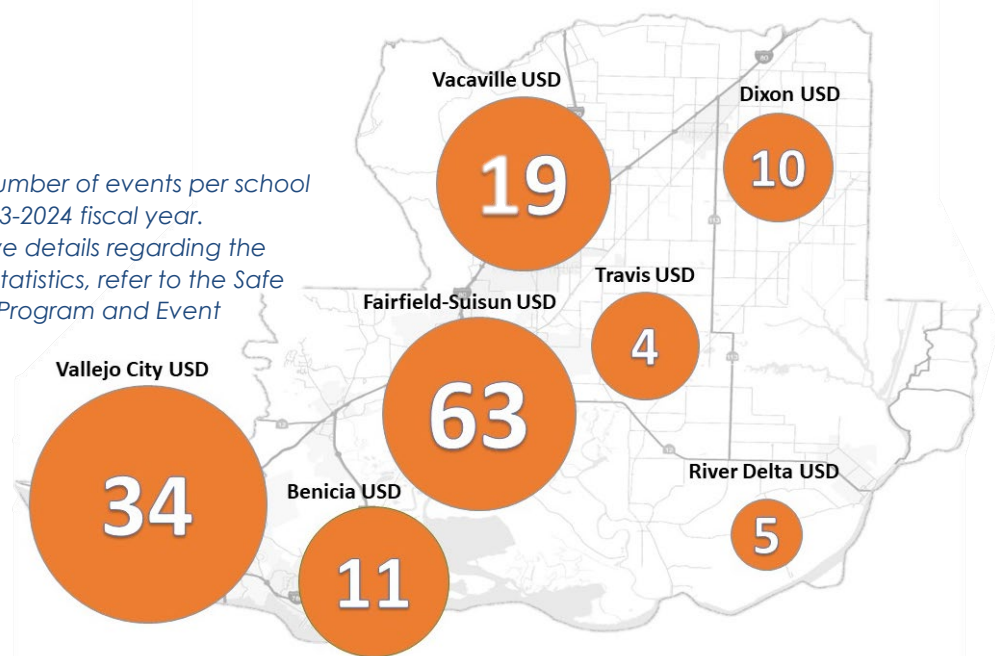 Vacaville USD
19
Dixon USD
10
umber of events per school
3-2024 fiscal year.
ve details regarding the
tatistics, refer to the Safe
Program and Event
Travis USD
4
Fairfield-Suisun USD
63
Vallejo City USD
34
Benicia USD
11
River Delta USD
5
80